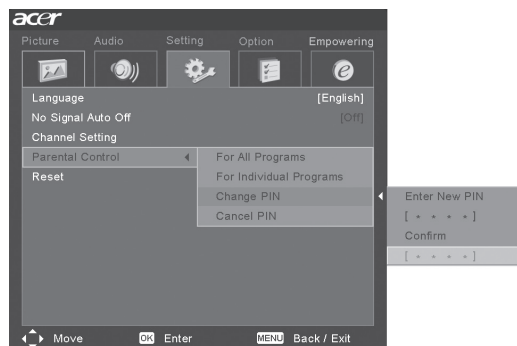 acer
Picture Audio Setting Option Empowering
e
Language [English]
No Signal Auto Off [Off]
Channel Setting
Parental Control For All Programs
Reset For Individual Programs
Change PIN Enter New PIN
Cancel PIN [ * * * * ]
Confirm
[ * * * * ]
Move OK Enter MENU Back / Exit